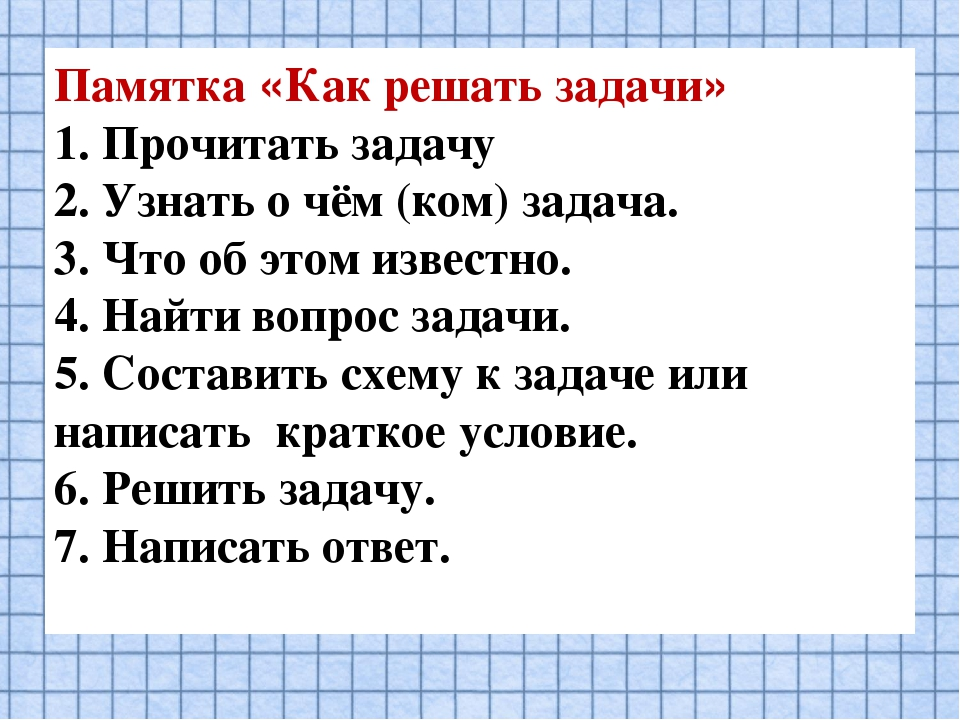 Памятка «Как решать задачи»
1. Прочитать задачу
2. Узнать о чём (ком) задача.
3. Что об этом известно.
4. Найти вопрос задачи.
5. Составить схему к задаче или
написать  краткое условие.
6. Решить задачу.
7. Написать ответ.